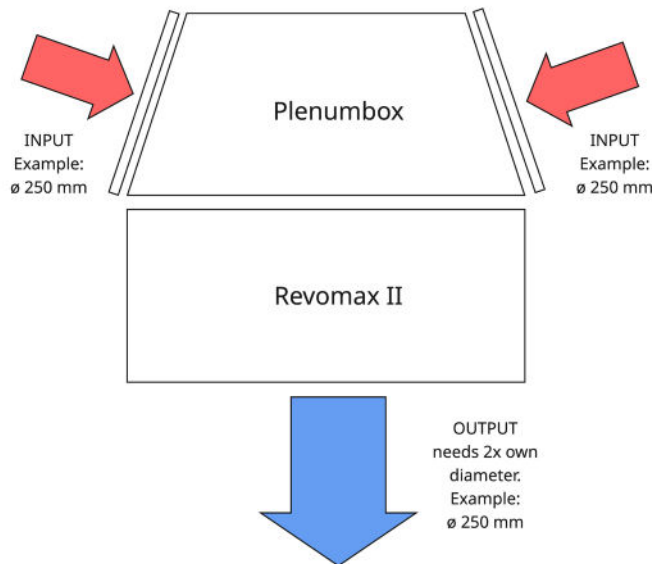 Plenumbox
INPUT
Example:
ø 250 mm
INPUT
Example:
ø 250 mm
Revomax II
OUTPUT
needs 2x own
diameter.
Example:
ø 250 mm